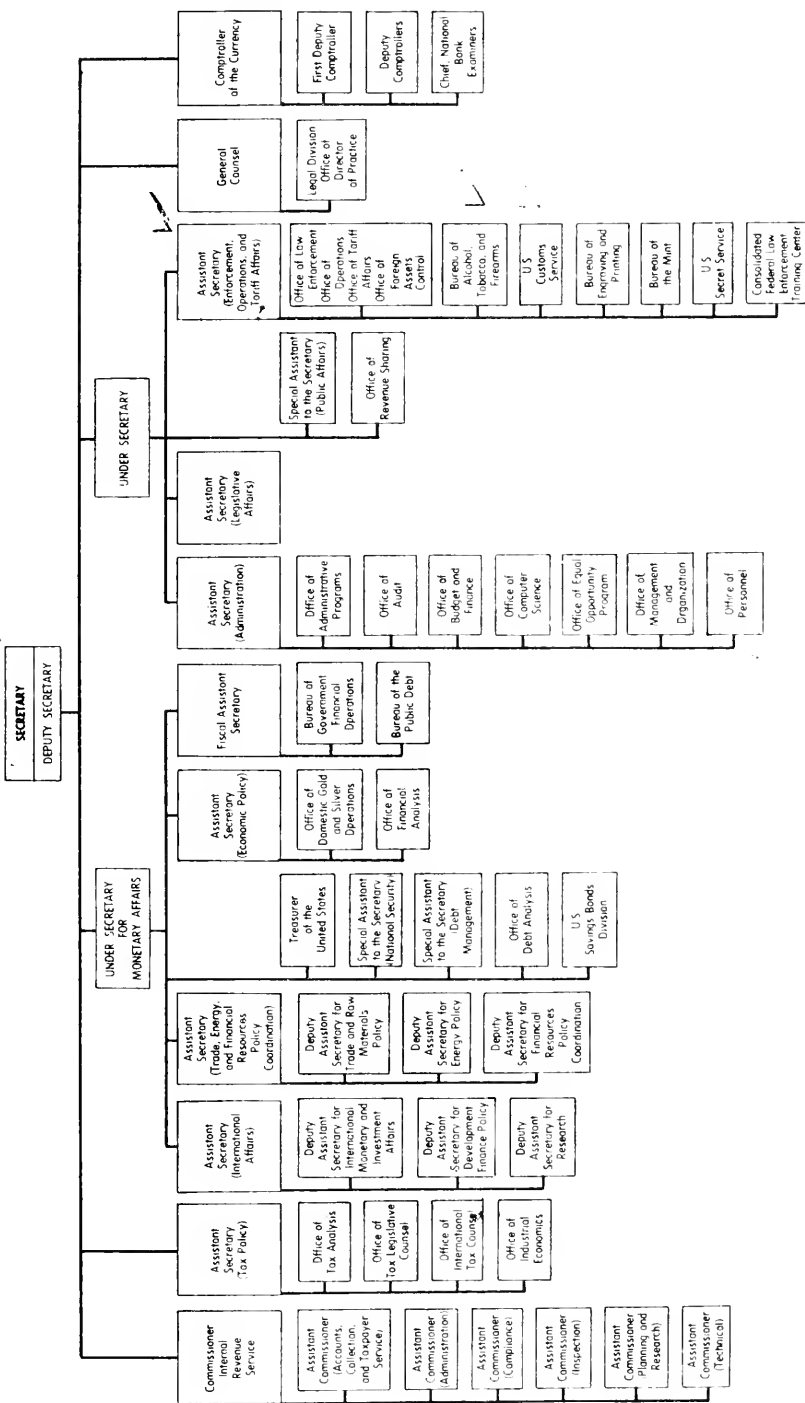 SECRETARY
DEPUTY SECRETARY
UNDER SECRETARY
FOR
MONETARY AFFAIRS
UNDER SECRETARY
Commissioner
Internal
Revenue
Service
Assistant
Commissioner
(Accounts,
Collection,
and Taxpayer
Service)
Assistant
Commissioner
(Administration)
Assistant
Commissioner
(Compliance)
Assistant
Commissioner
(Inspection)
Assistant
Commissioner
Planning and
Research)
Assistant
Commissioner
(Technical)
Assistant
Secretary
(Tax Policy)
Office of
Tax Analysis
Office of
Tax Legislative
Counsel
Office of
International
Tax Counsel
Office of
Industrial
Economics
Assistant
Secretary
(International
Affairs)
Deputy
Assistant
Secretary for
International
Monetary and
Investment
Affairs
Deputy
Assistant
Secretary for
Development
Finance Policy
Deputy
Assistant
Secretary for
Research
Assistant
Secretary
(Trade, Energy,
and Financial
Resources
Policy
Coordination)
Deputy
Assistant
Secretary for
Trade and Raw
Materials
Policy
Deputy
Assistant
Secretary for
Energy Policy
Deputy
Assistant
Secretary for
Financial
Resources
Policy
Coordination
Treasurer
of the
United States
Special Assistant
to the Secretary
(National Security)
Special Assistant
to the Secretary
(Debt
Management)
Office of
Debt Analysis
U S
Savings Bonds
Division
Assistant
Secretary
(Economic Policy)
Office of
Domestic Gold
and Silver
Operations
Office of
Financial
Analysis
Fiscal Assistant
Secretary
Bureau of
Government
Financial
Operations
Bureau of the
Public Debt
Assistant
Secretary
(Administration)
Office of
Administrative
Programs
Office of
Audit
Office of
Budget and
Finance
Office of
Computer
Science
Office of Equal
Opportunity
Program
Office of
Management
and
Organization
Office of
Personnel
Assistant
Secretary
(Legislative
Affairs)
Special Assistant
to the Secretary
(Public Affairs)
Office of
Revenue Sharing
Assistant
Secretary
(Enforcement,
Operations, and
Tariff Affairs)
Office of Law
Enforcement
Office of
Operations
Office of Tariff
Affairs
Office of
Foreign
Assets
Control
Bureau of
Alcohol,
Tobacco, and
Firearms
U S
Customs
Service
Bureau of
Engraving and
Printing
Bureau of
the Mint
U S
Secret Service
Consolidated
Federal Law
Enforcement
Training Center
General
Counsel
Legal Division
Office of
Director
of Practice
Comptroller
of the Currency
First Deputy
Comptroller
Deputy
Comptrollers
Chief, National
Bank
Examiners